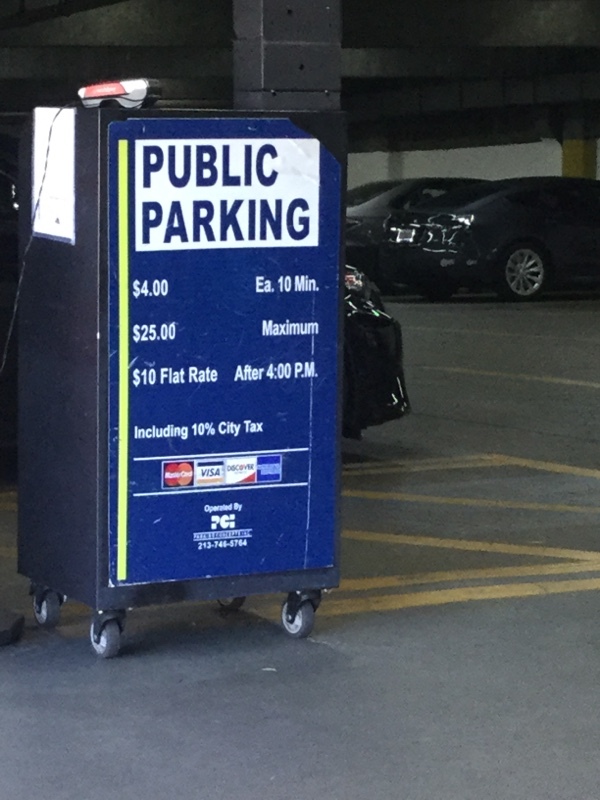 PUBLIC
PARKING
$4.00 Ea. 10 Min.
$25.00 Maximum
$10 Flat Rate After 4:00 P.M.
Including 10% City Tax
MasterCard VISA DISCOVER
Operated By
PCI
213-746-5764